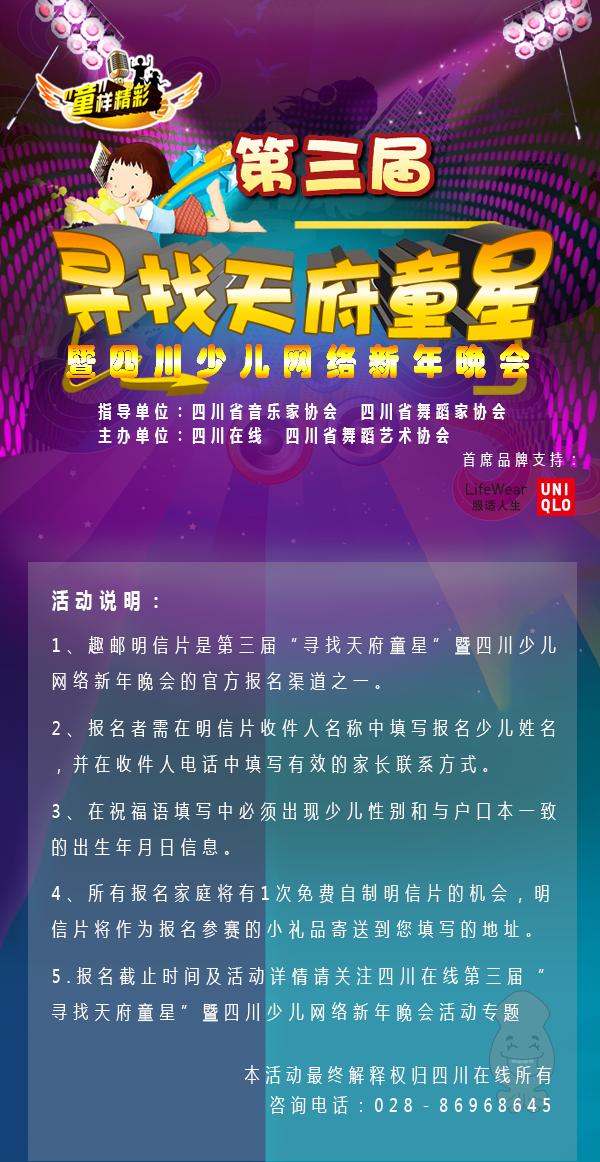 “童”样精彩
第三届
寻找天府童星
暨四川少儿网络新年晚会
指导单位：四川省音乐家协会　四川省舞蹈家协会
主办单位：四川在线　四川省舞蹈艺术协会
首席品牌支持：
LifeWear
服适人生
UNI
QLO
活动说明：
1、趣邮明信片是第三届“寻找天府童星”暨四川少儿
网络新年晚会的官方报名渠道之一。
2、报名者需在明信片收件人名称中填写报名少儿姓名
，并在收件人电话中填写有效的家长联系方式。
3、在祝福语填写中必须出现少儿性别和与户口本一致
的出生年月日信息。
4、所有报名家庭将有1次免费自制明信片的机会，明
信片将作为报名参赛的小礼品寄送到您填写的地址。
5.报名截止时间及活动详情请关注四川在线第三届“
寻找天府童星”暨四川少儿网络新年晚会活动专题
本活动最终解释权归四川在线所有
咨询电话：028-86968645